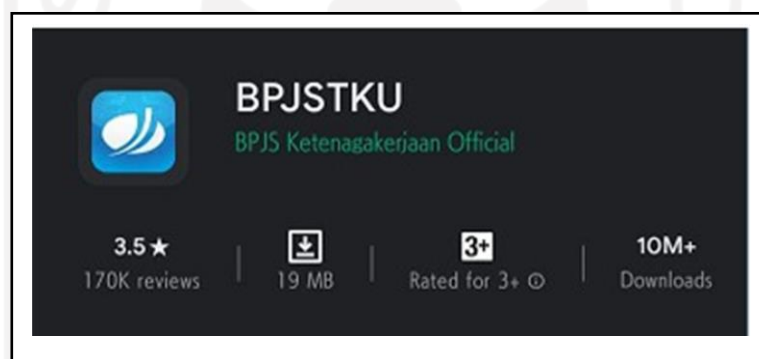 BPJSTKU
BPJS Ketenagakerjaan Official
3.5★
170K reviews
19 MB
3+
Rated for 3+
10M+
Downloads